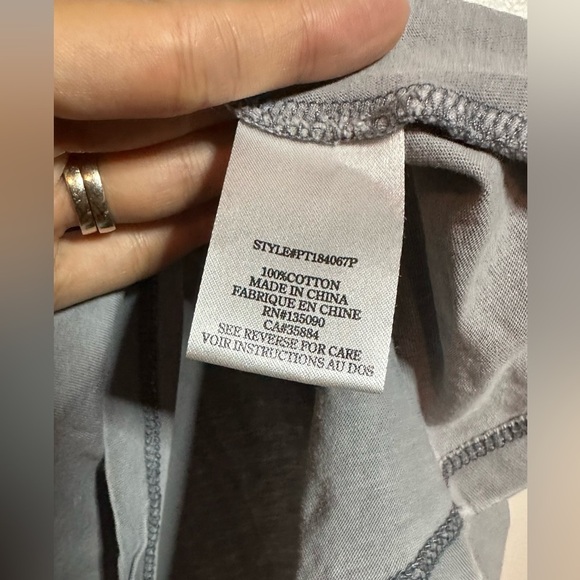 STYLE#PT184067P
100%COTTON
MADE IN CHINA
FABRIQUE EN CHINE
RN#135090
CA#35884
SEE REVERSE FOR CARE
VOIR INSTRUCTIONS AU DOS